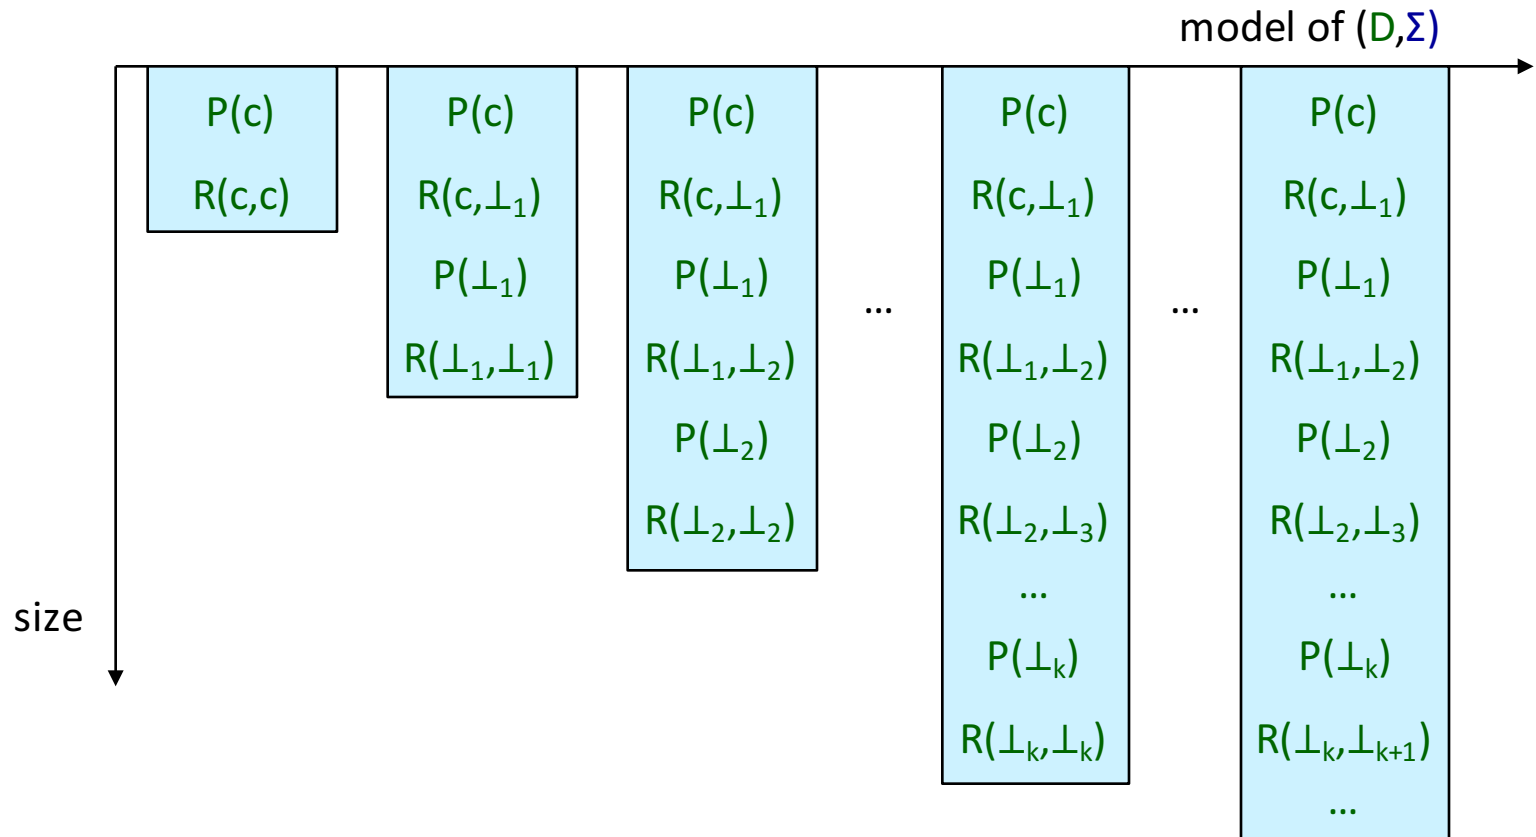 model of (D,Σ)
P(c)
R(c,c)
P(c)
R(c,⊥₁)
P(⊥₁)
R(⊥₁,⊥₁)
P(c)
R(c,⊥₁)
P(⊥₁)
R(⊥₁,⊥₂)
P(⊥₂)
R(⊥₂,⊥₂)
...
P(c)
R(c,⊥₁)
P(⊥₁)
R(⊥₁,⊥₂)
P(⊥₂)
R(⊥₂,⊥₃)
...
P(⊥ₖ)
R(⊥ₖ,⊥ₖ)
...
P(c)
R(c,⊥₁)
P(⊥₁)
R(⊥₁,⊥₂)
P(⊥₂)
R(⊥₂,⊥₃)
...
P(⊥ₖ)
R(⊥ₖ,⊥ₖ₊₁)
...
size